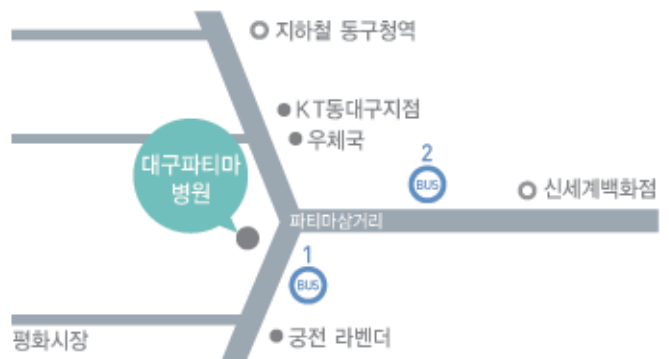 지하철 동구청역
KT동대구지점
우체국
대구파티마
병원
2
BUS
신세계백화점
파티마삼거리
1
BUS
평화시장
궁전 라벤더